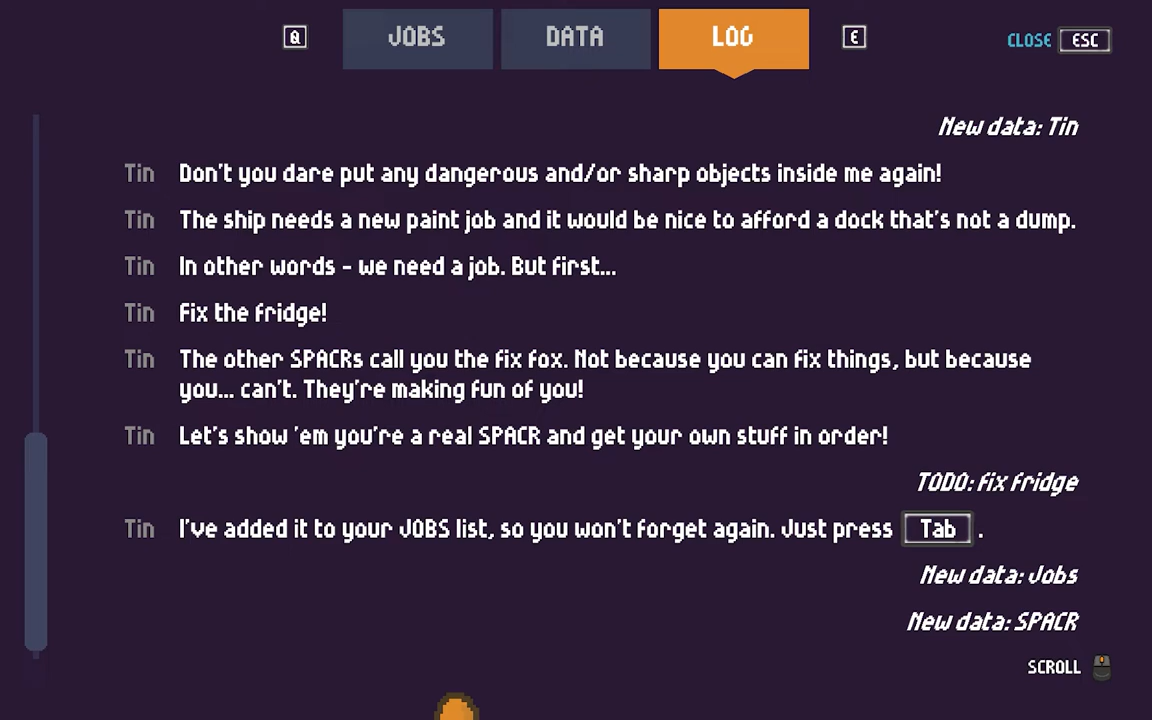 Q JOBS DATA LOG E CLOSE ESC
New data: Tin
Tin Don't you dare put any dangerous and/or sharp objects inside me again!
Tin The ship needs a new paint job and it would be nice to afford a dock that's not a dump.
Tin In other words - we need a job. But first...
Tin Fix the fridge!
Tin The other SPACRs call you the fix fox. Not because you can fix things, but because
you... can't. They're making fun of you!
Tin Let's show 'em you're a real SPACR and get your own stuff in order!
TODO: fix fridge
Tin I've added it to your JOBS list, so you won't forget again. Just press Tab .
New data: Jobs
New data: SPACR
SCROLL